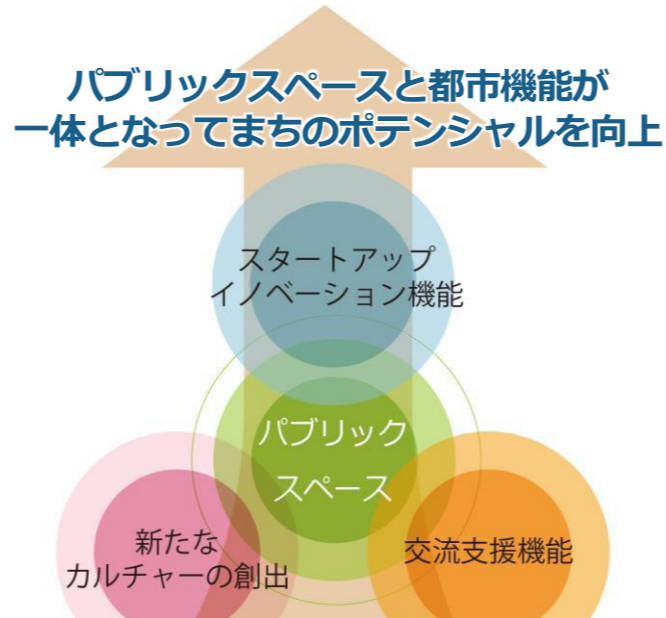 パブリックスペースと都市機能が
一体となってまちのポテンシャルを向上
スタートアップ
イノベーション機能
パブリック
スペース
新たな
カルチャーの創出
交流支援機能